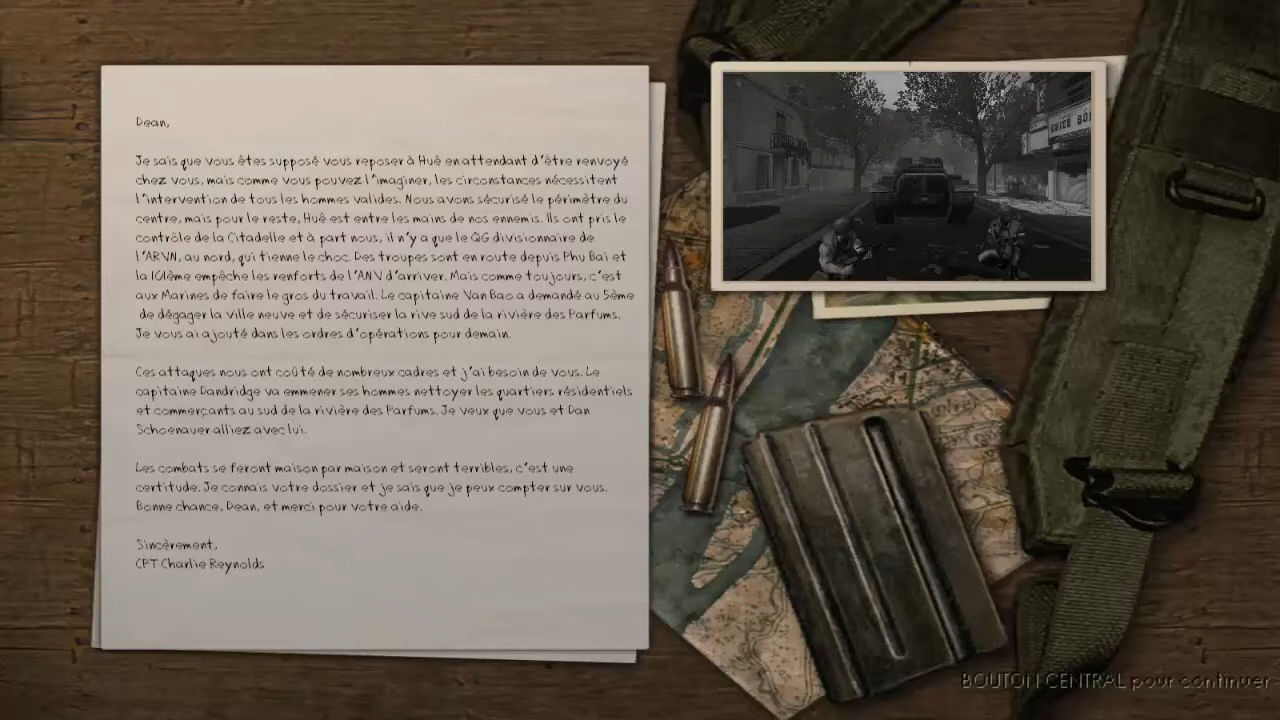 Dean,
Je sais que vous êtes supposé vous reposer à Huê en attendant d'être renvoyé
chez vous, mais comme vous pouvez l'imaginer, les circonstances nécessitent
l'intervention de tous les hommes valides. Nous avons sécurisé le périmètre du
centre, mais pour le reste, Huê est entre les mains de nos ennemis. Ils ont pris le
contrôle de la Citadelle et à part nous, il n'y a que le QG divisionnaire de
l'ARVN, au nord, qui tienne le choc. Des troupes sont en route depuis Phu Bai et
la 101ème empêche les renforts de l'ANV d'arriver. Mais comme toujours, c'est
aux Marines de faire le gros du travail. Le capitaine Van Bao a demandé au 5ème
de dégager la ville neuve et de sécuriser la rive sud de la rivière des Parfums.
Je vous ai ajouté dans les ordres d'opérations pour demain.
Ces attaques nous ont coûté de nombreux cadres et j'ai besoin de vous. Le
capitaine Dandridge va emmener ses hommes nettoyer les quartiers résidentiels
et commerçants au sud de la rivière des Parfums. Je veux que vous et Dan
Schoenauer alliez avec lui.
Les combats se feront maison par maison et seront terribles, c'est une
certitude. Je connais votre dossier et je sais que je peux compter sur vous.
Bonne chance, Dean, et merci pour votre aide.
Sincèrement,
CPT Charlie Reynolds
BOUTON CENTRAL pour continuer